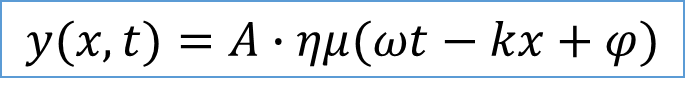 y(x, t) = A · ημ(ωt − kx + φ)